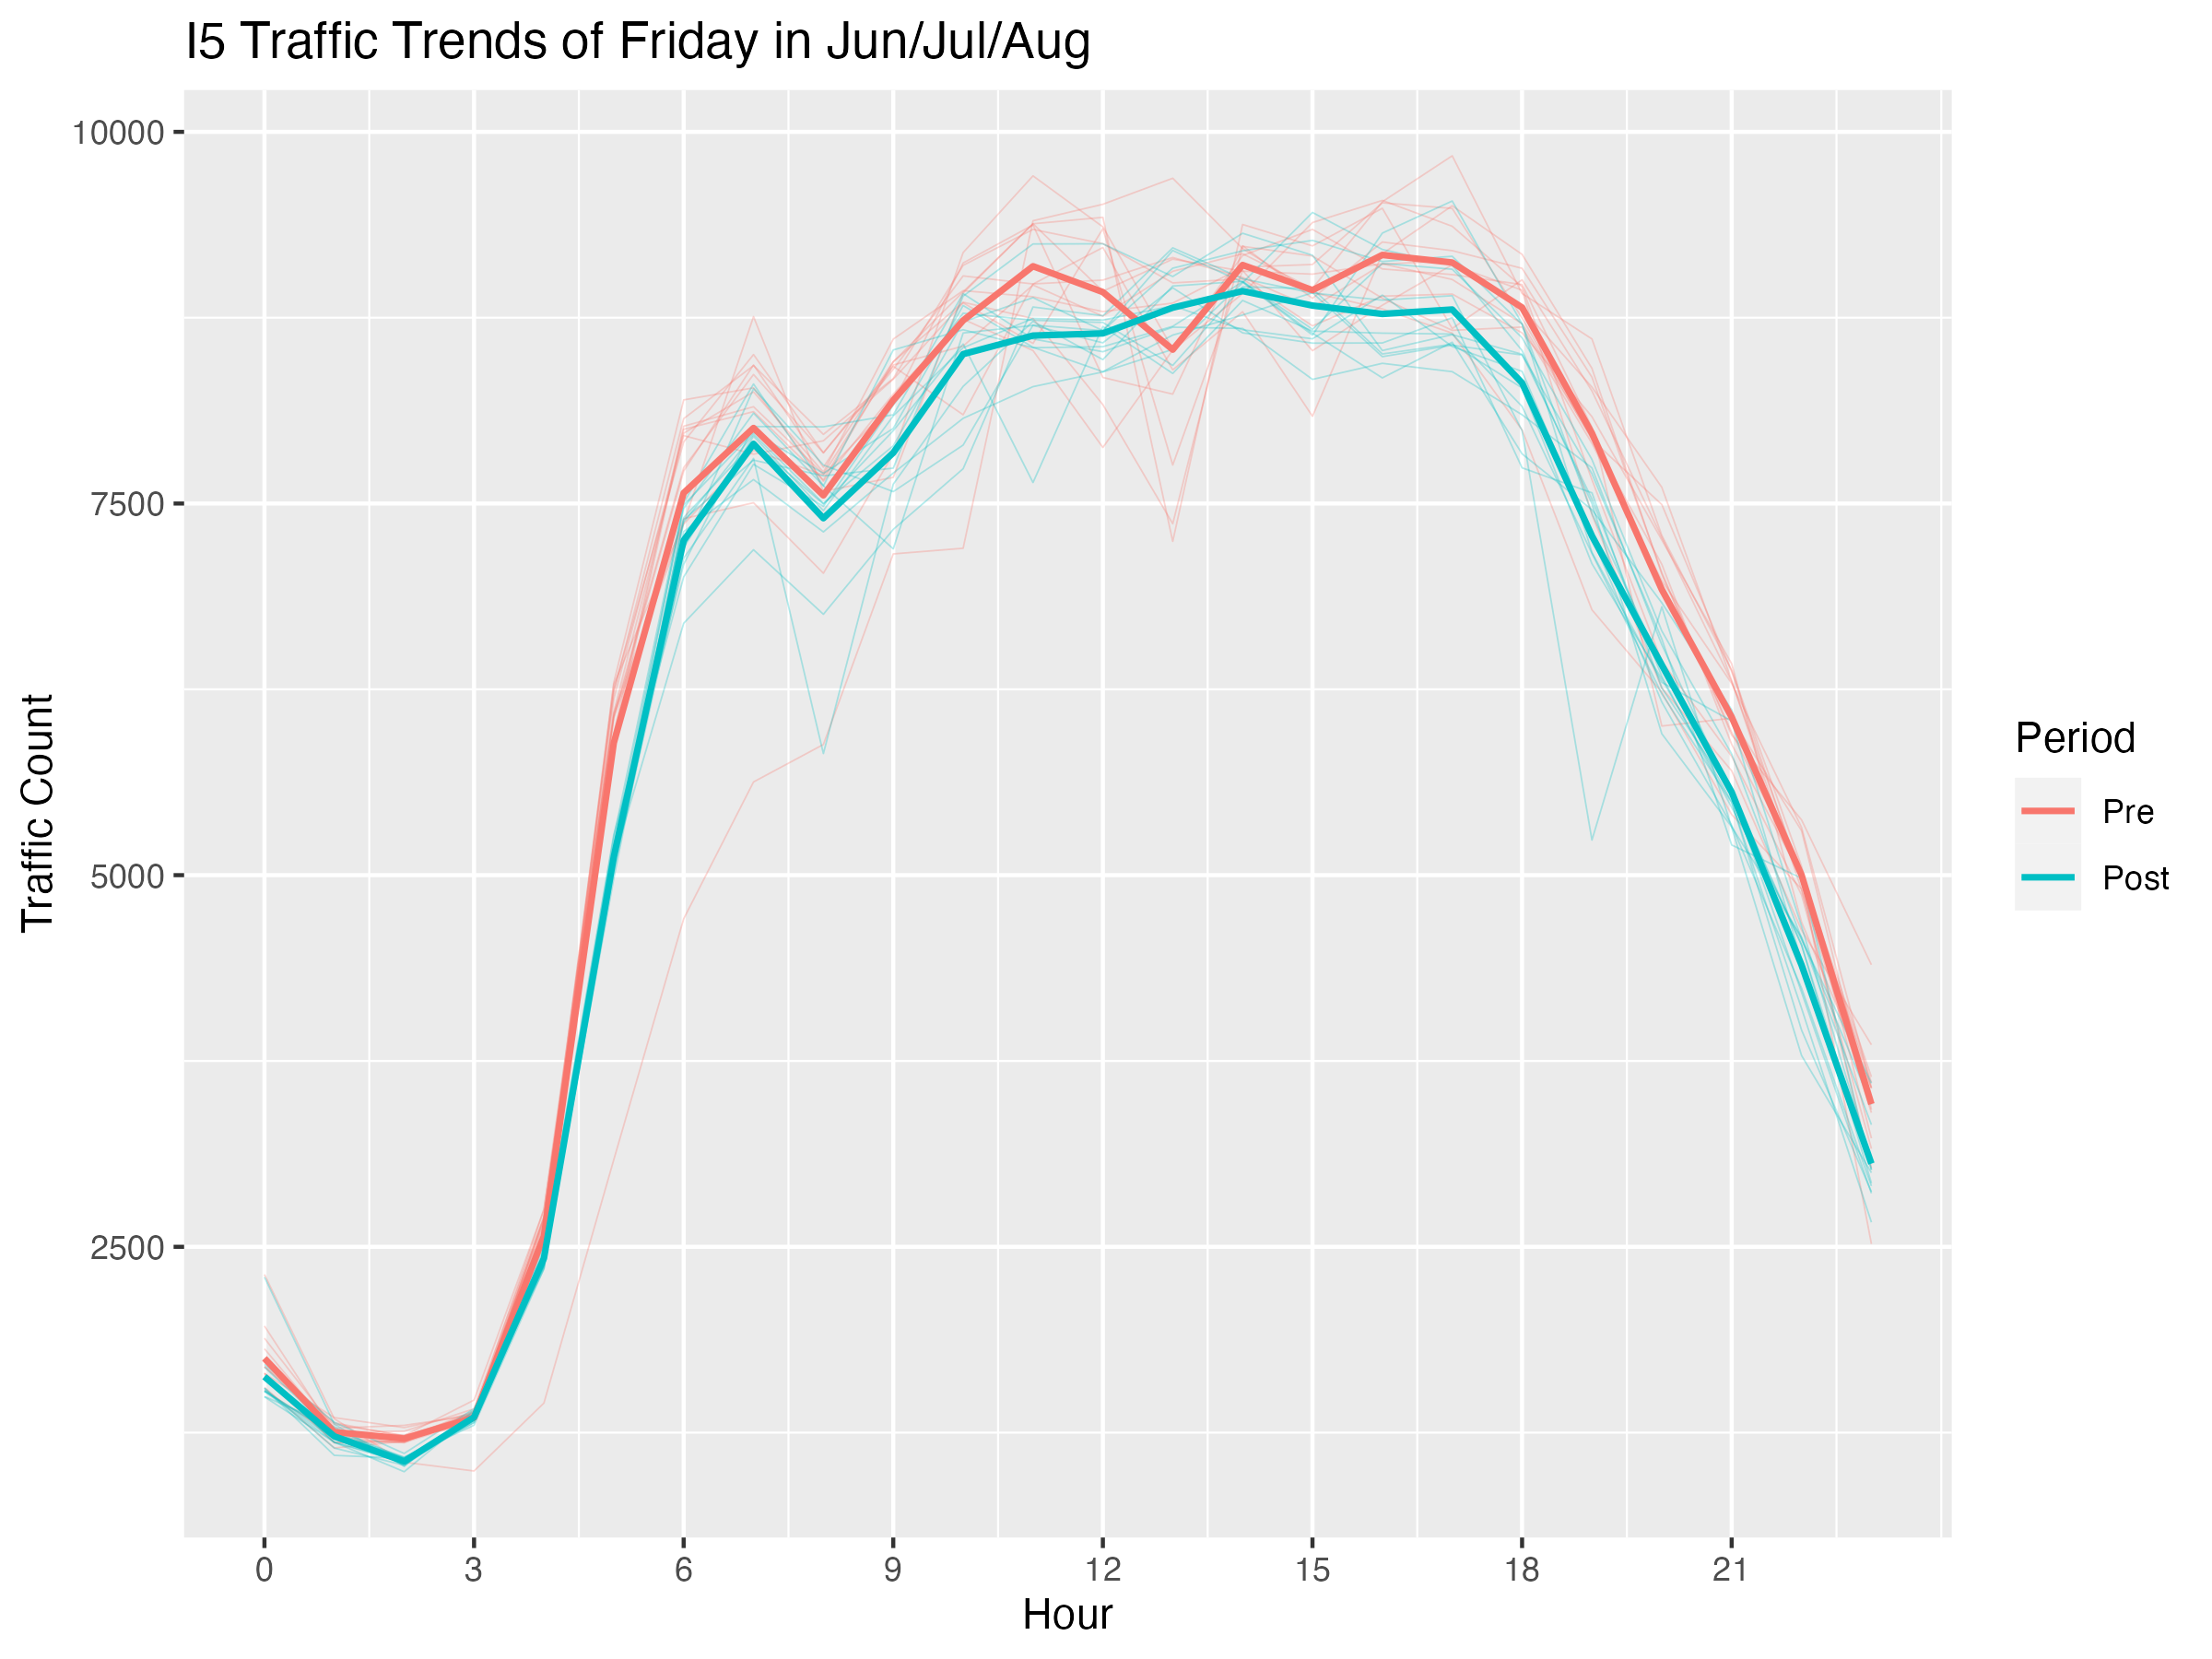 I5 Traffic Trends of Friday in Jun/Jul/Aug
10000
7500
5000
2500
Traffic Count
0 3 6 9 12 15 18 21
Hour
Period
Pre
Post